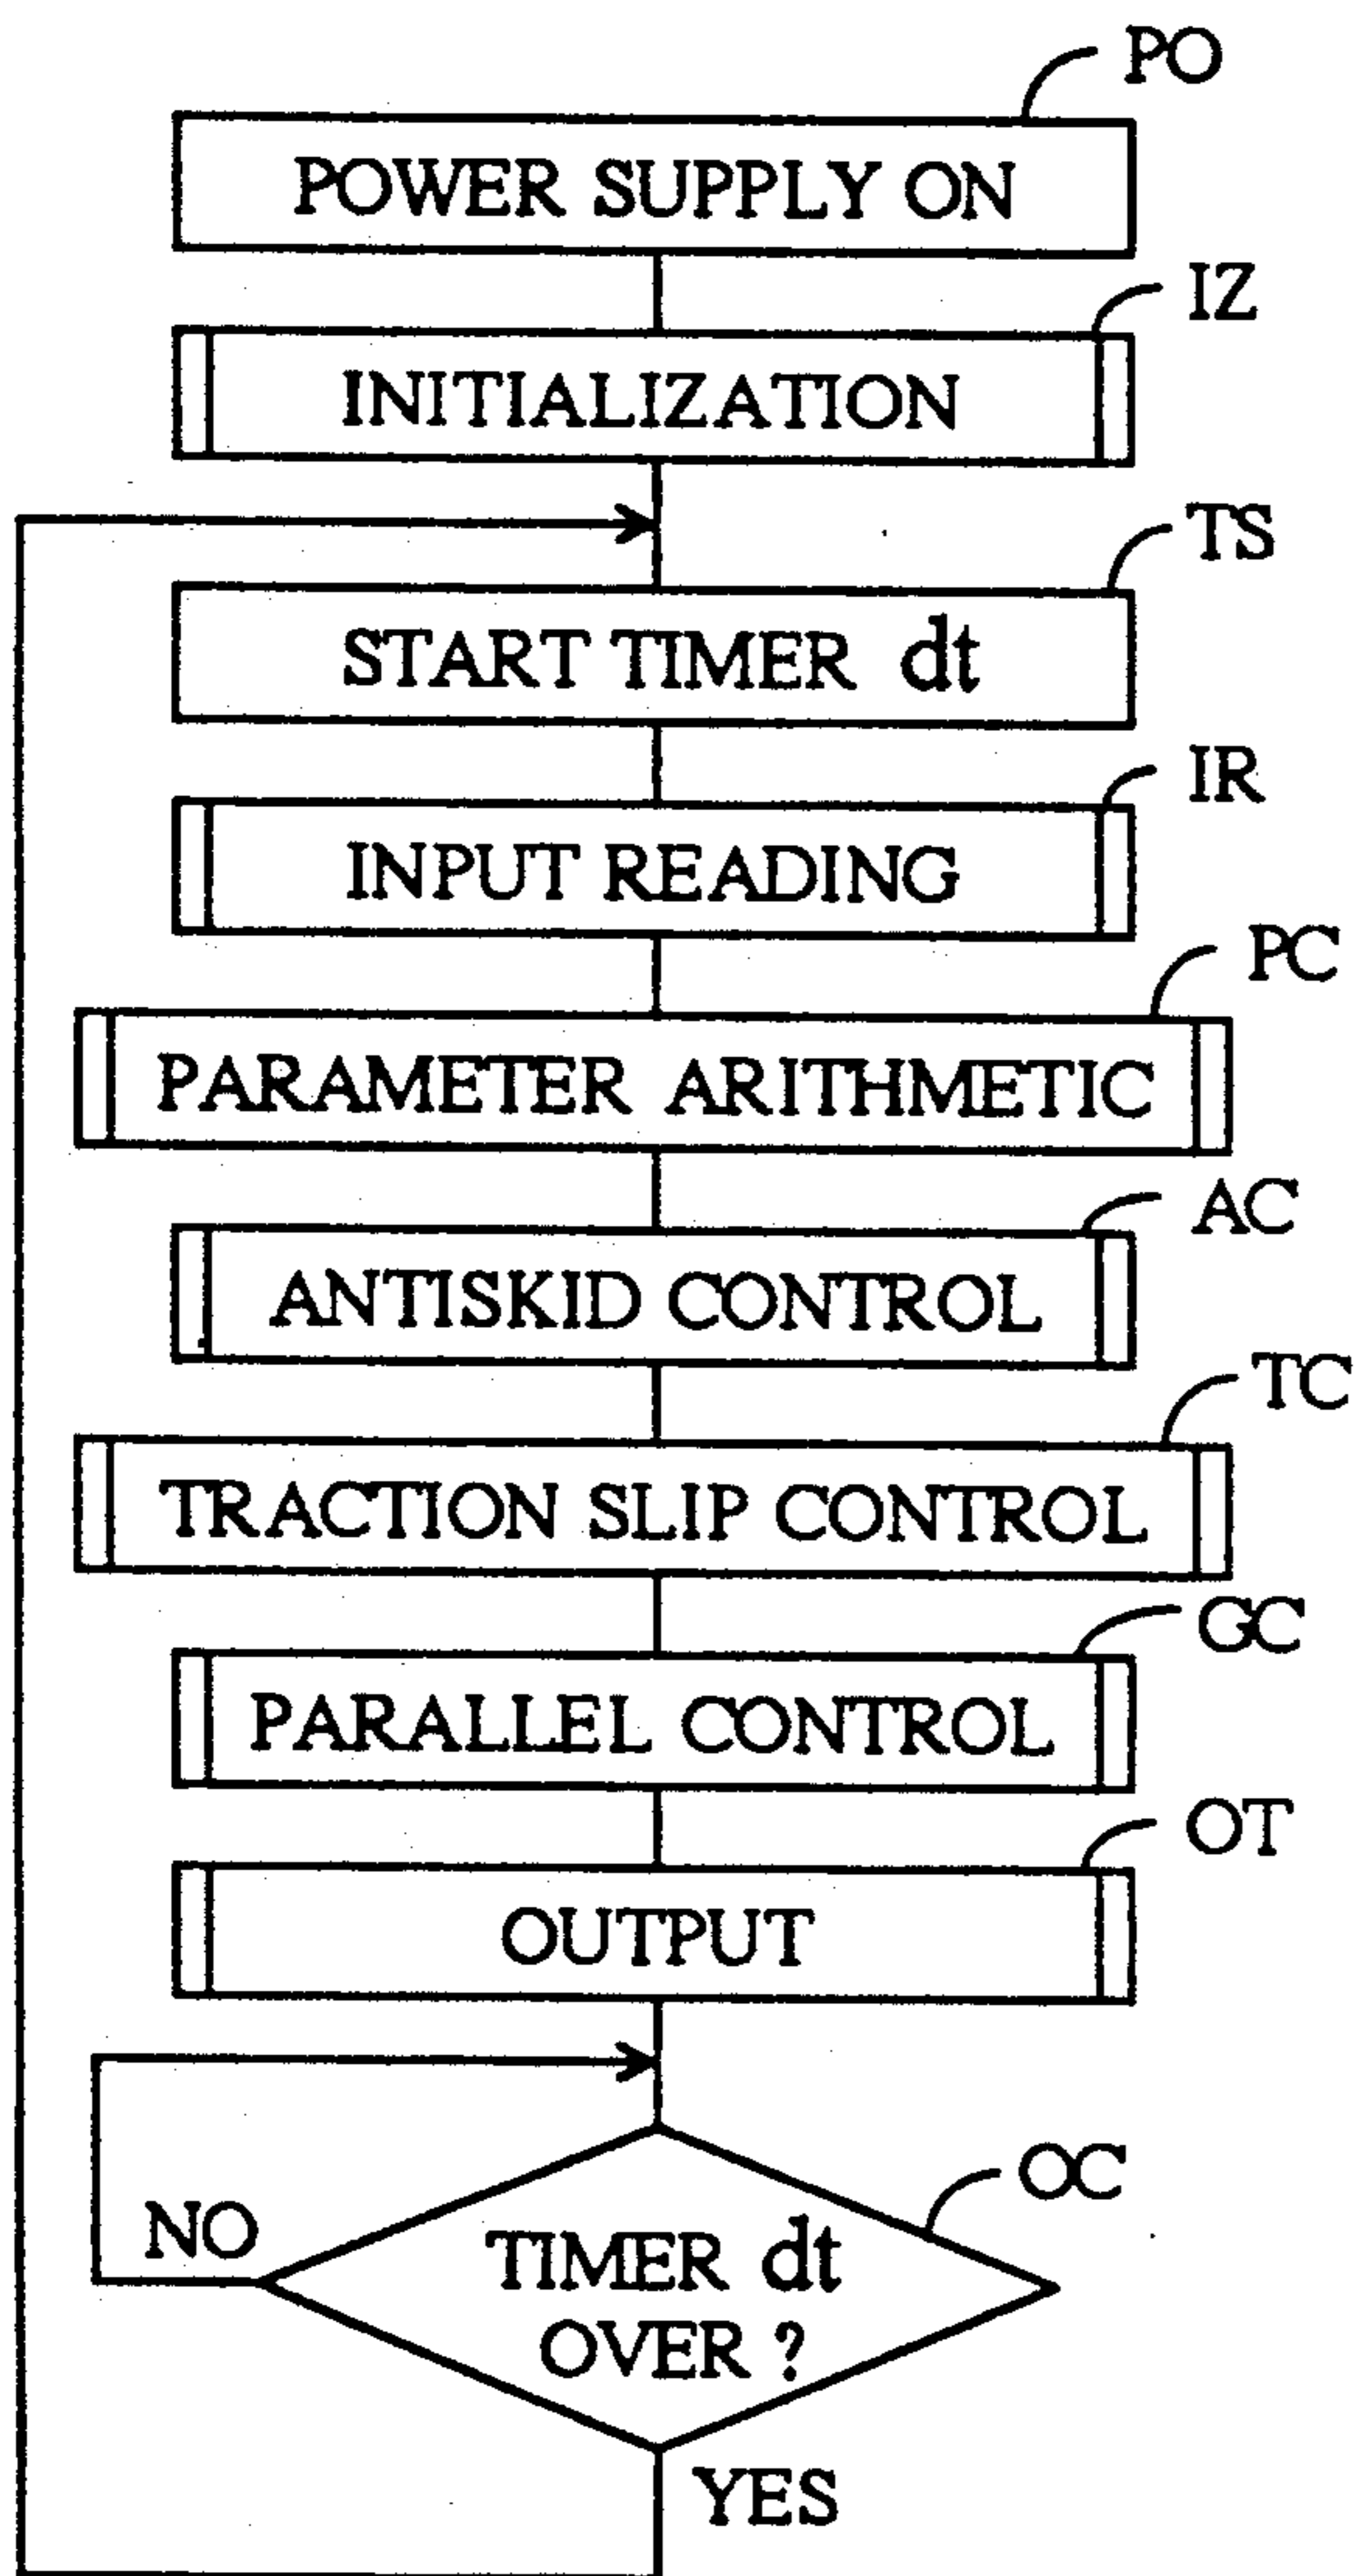 PO
POWER SUPPLY ON
IZ
INITIALIZATION
TS
START TIMER dt
IR
INPUT READING
PC
PARAMETER ARITHMETIC
AC
ANTISKID CONTROL
TC
TRACTION SLIP CONTROL
GC
PARALLEL CONTROL
OT
OUTPUT
OC
NO
TIMER dt
OVER ?
YES